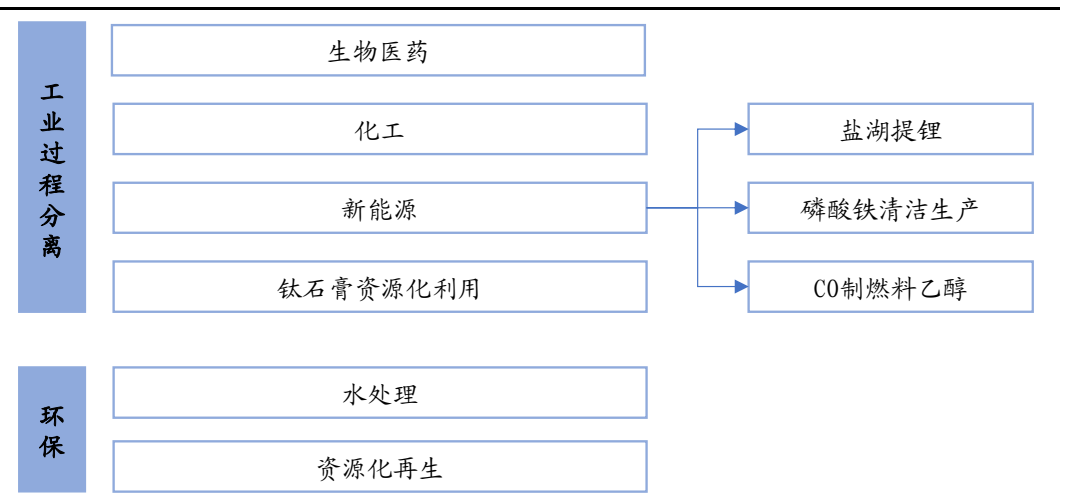 工业过程分离
生物医药
化工
新能源
钛石膏资源化利用
盐湖提锂
磷酸铁清洁生产
CO制燃料乙醇
环保
水处理
资源化再生